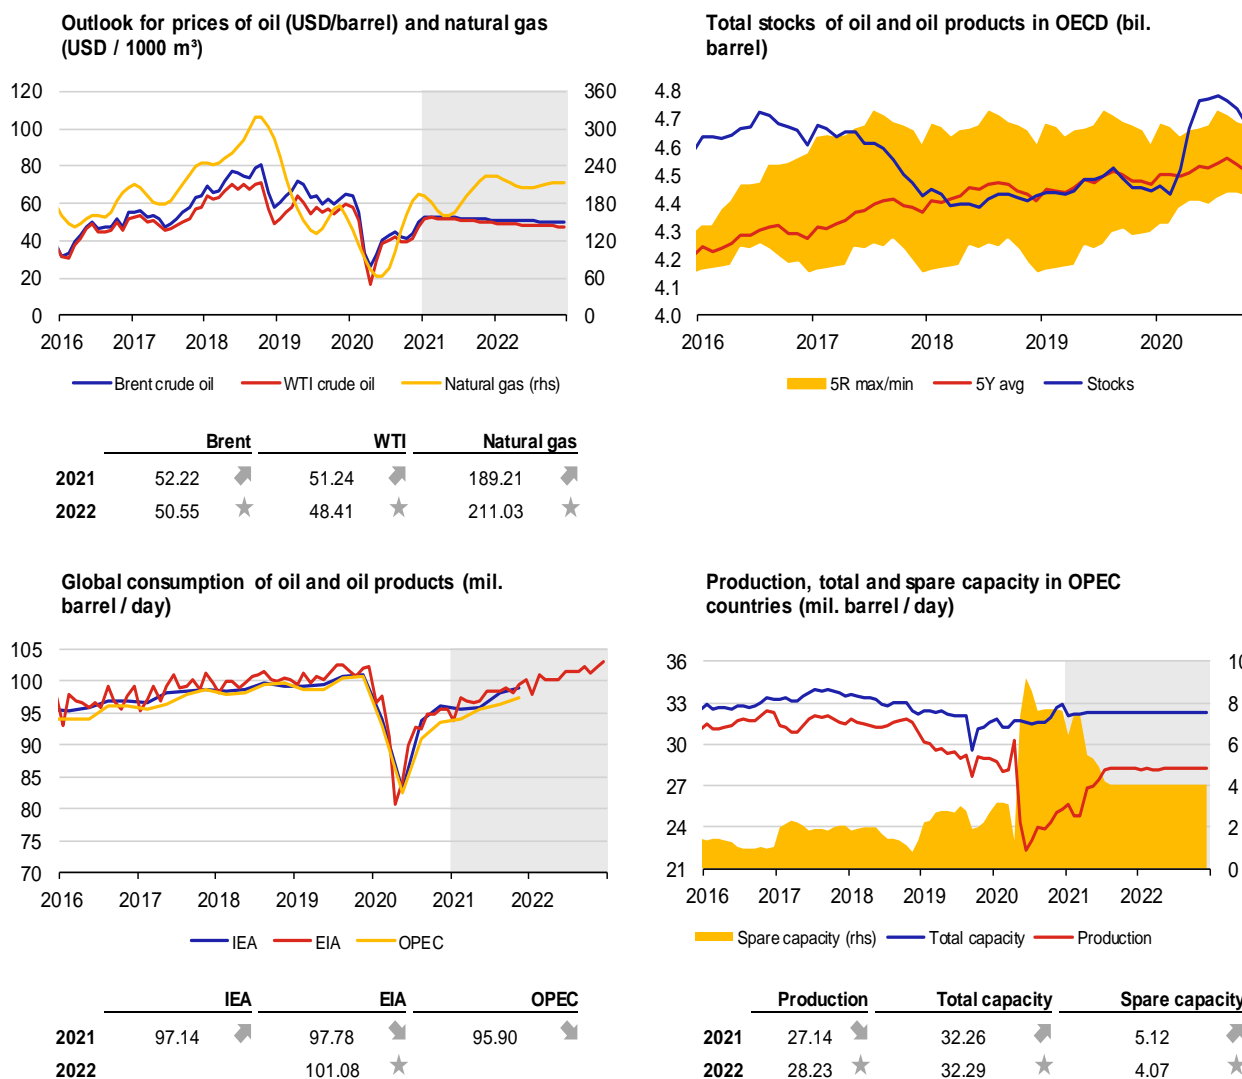 Outlook for prices of oil (USD/barrel) and natural gas
(USD / 1000 m³)
120
100
80
60
40
20
0
360
300
240
180
120
60
0
2016 2017 2018 2019 2020 2021 2022
Brent crude oil WTI crude oil Natural gas (rhs)
Brent WTI Natural gas
2021 52.22 51.24 189.21
2022 50.55 48.41 211.03
Total stocks of oil and oil products in OECD (bil.
barrel)
4.8
4.7
4.6
4.5
4.4
4.3
4.2
4.1
4.0
2016 2017 2018 2019 2020
5R max/min 5Y avg Stocks
Global consumption of oil and oil products (mil.
barrel / day)
105
100
95
90
85
80
75
70
2016 2017 2018 2019 2020 2021 2022
IEA EIA OPEC
IEA EIA OPEC
2021 97.14 97.78 95.90
2022 101.08
Production, total and spare capacity in OPEC
countries (mil. barrel / day)
36
33
30
27
24
21
10
8
6
4
2
0
2016 2017 2018 2019 2020 2021 2022
Spare capacity (rhs) Total capacity Production
Production Total capacity Spare capacity
2021 27.14 32.26 5.12
2022 28.23 32.29 4.07